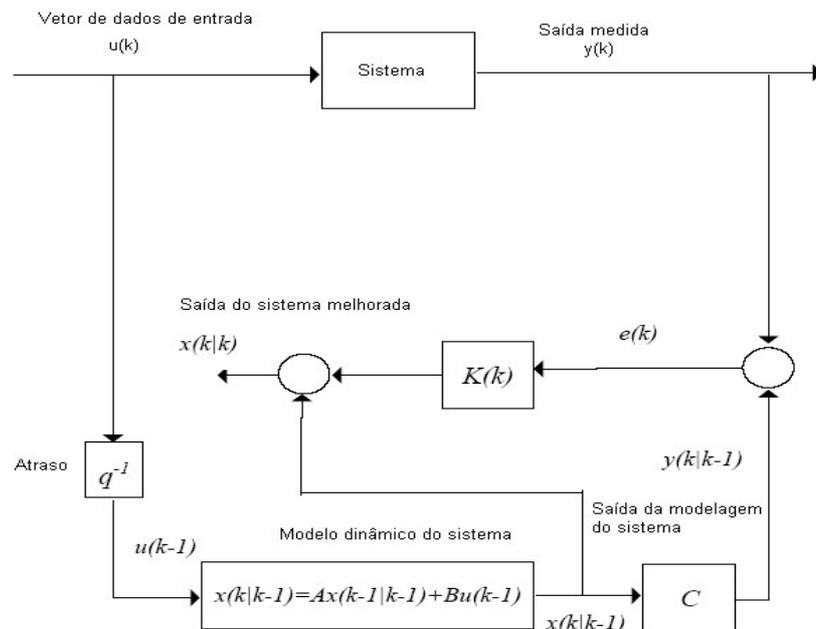 Vetor de dados de entrada
u(k)
Sistema
Saída medida
y(k)
Saída do sistema melhorada
x(k|k)
K(k)
e(k)
Atraso
q⁻¹
y(k|k-1)
Saída da modelagem
do sistema
Modelo dinâmico do sistema
u(k-1)
x(k|k-1)=Ax(k-1|k-1)+Bu(k-1)
x(k|k-1)
C